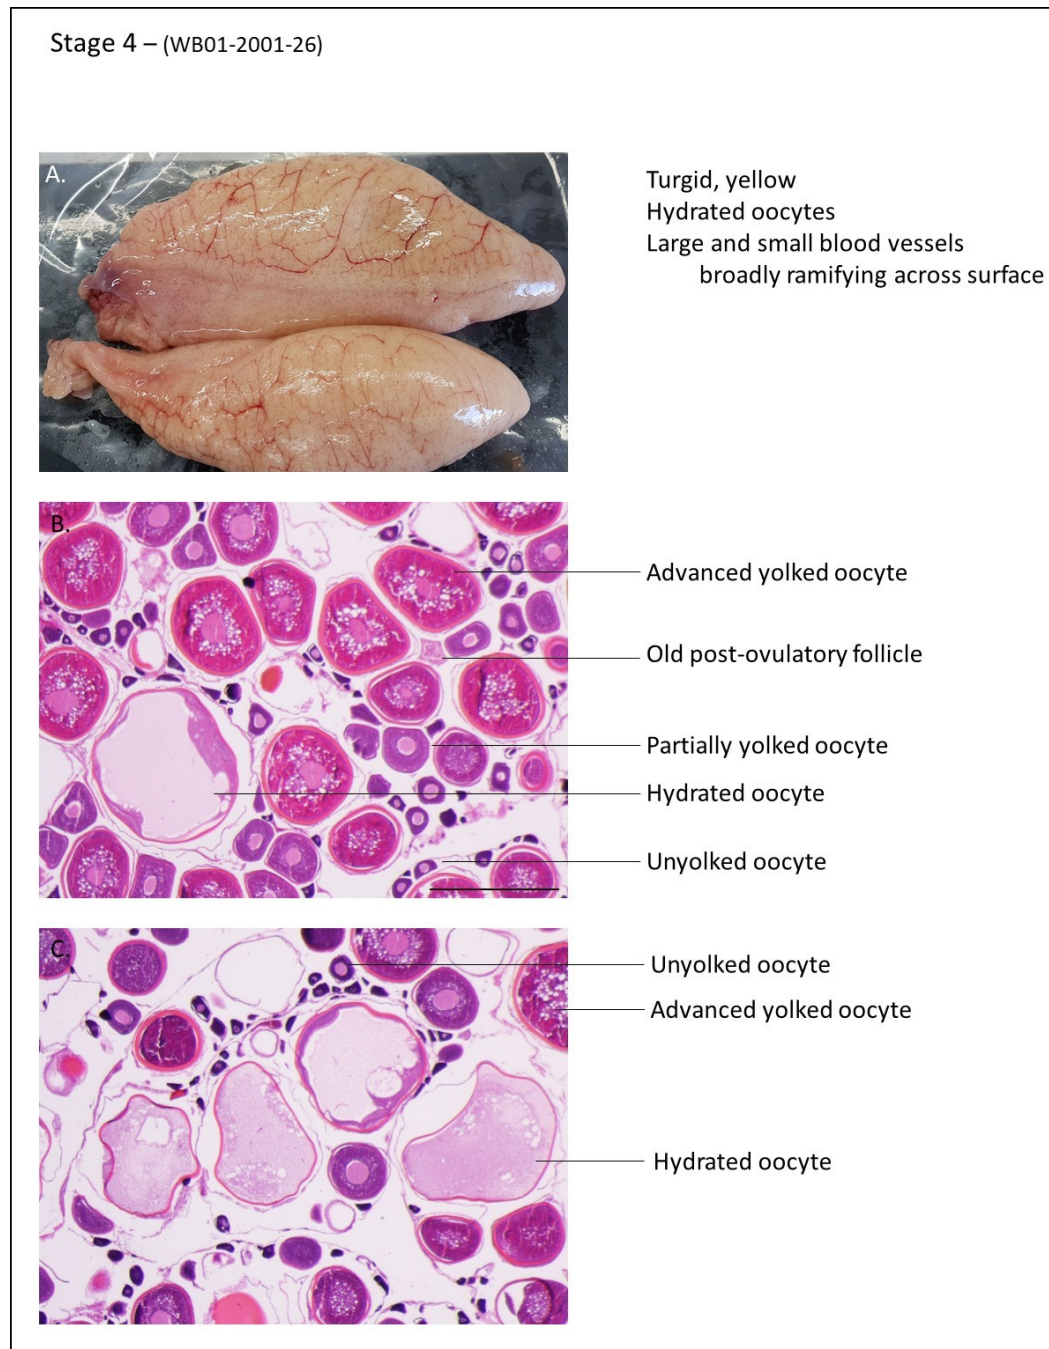 Stage 4 – (WB01-2001-26)
A.
Turgid, yellow
Hydrated oocytes
Large and small blood vessels
broadly ramifying across surface
B.
Advanced yolked oocyte
Old post-ovulatory follicle
Partially yolked oocyte
Hydrated oocyte
Unyolked oocyte
C.
Unyolked oocyte
Advanced yolked oocyte
Hydrated oocyte